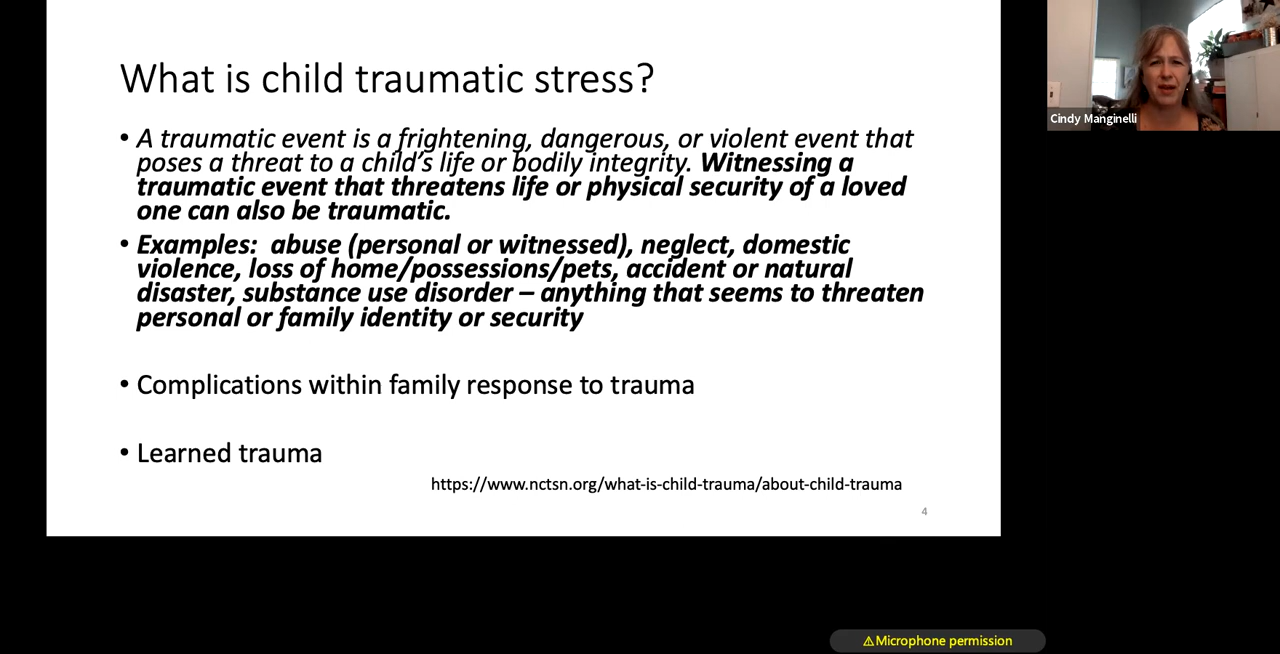 What is child traumatic stress?
• A traumatic event is a frightening, dangerous, or violent event that
poses a threat to a child's life or bodily integrity. Witnessing a
traumatic event that threatens life or physical security of a loved
one can also be traumatic.
• Examples:  abuse (personal or witnessed), neglect, domestic
violence, loss of home/possessions/pets, accident or natural
disaster, substance use disorder – anything that seems to threaten
personal or family identity or security
• Complications within family response to trauma
• Learned trauma
https://www.nctsn.org/what-is-child-trauma/about-child-trauma
4
Cindy Manginelli
⚠Microphone permission